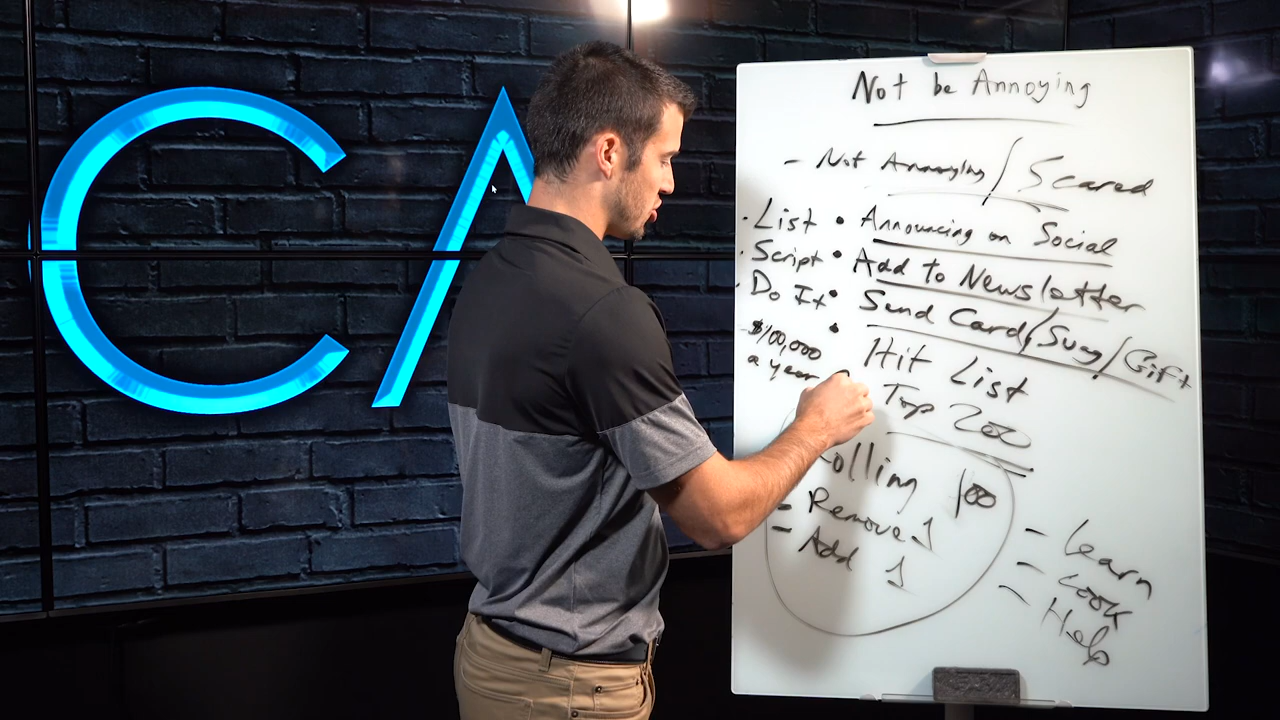 CA
Not be Annoying
- Not Annoying / Scared
· List • Announcing on Social
· Script • Add to Newsletter
· Do It • Send Card/Swag/Gift
• Hit List
- $100,000
a year
Top 200
Rolling 100
- Remove 1
- Add 1
- Learn
- Look
- Help